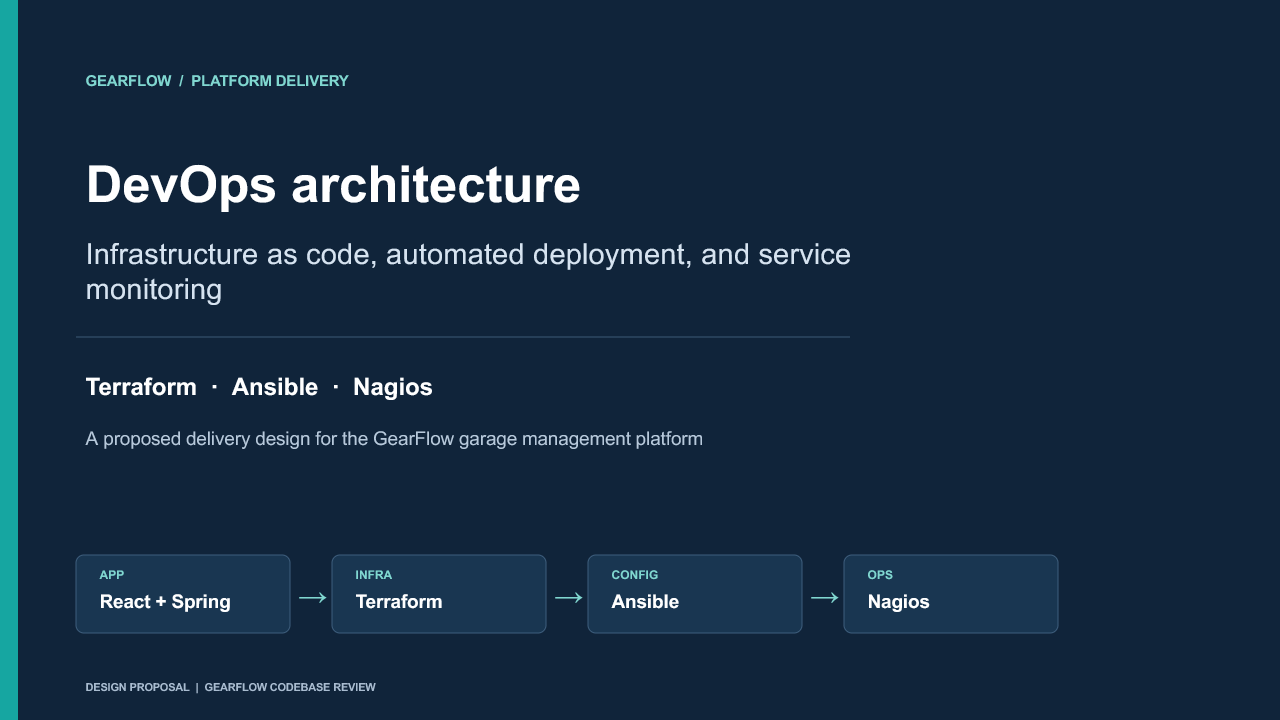 GEARFLOW / PLATFORM DELIVERY
DevOps architecture
Infrastructure as code, automated deployment, and service
monitoring
Terraform · Ansible · Nagios
A proposed delivery design for the GearFlow garage management platform
APP
React + Spring
→
INFRA
Terraform
→
CONFIG
Ansible
→
OPS
Nagios
DESIGN PROPOSAL | GEARFLOW CODEBASE REVIEW